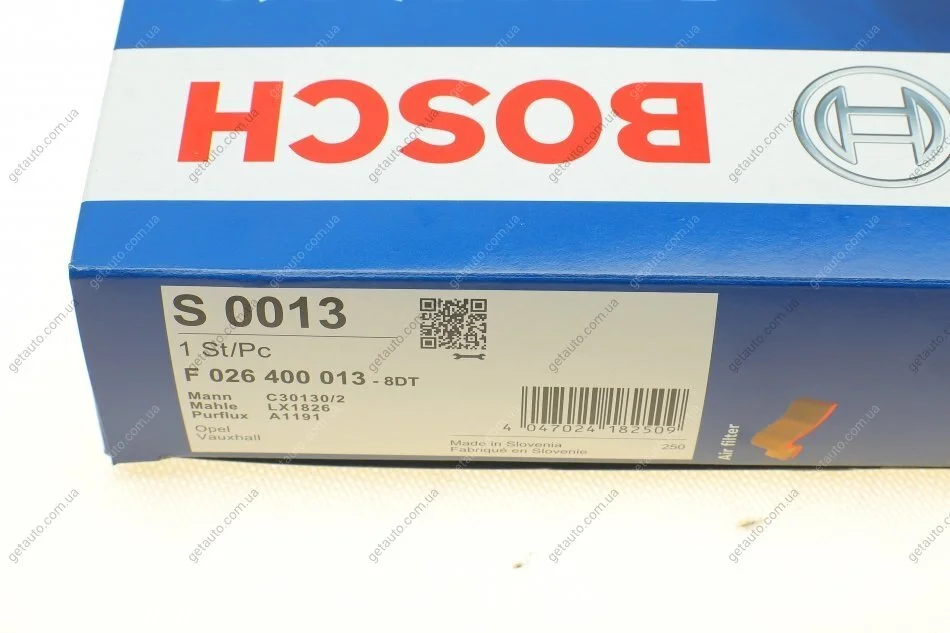 BOSCH
S 0013
1 St/Pc
F 026 400 013 - 8DT
Mann C30130/2
Mahle LX1826
Purflux A1191
Opel
Vauxhall
4 047024 182509
Made in Slovenia
Fabriqué en Slovenie
250
Air filter
getauto.com.ua